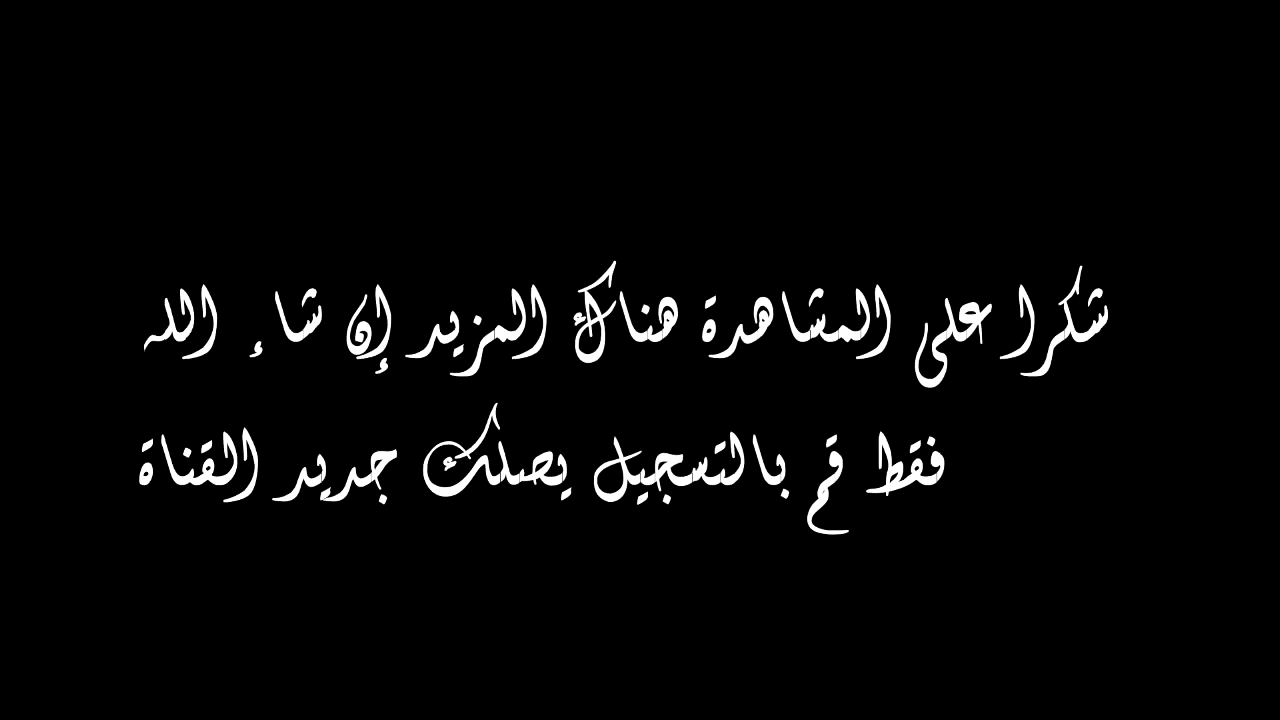 شكرا على المشاهدة هناك المزيد إن شاء الله
فقط قم بالتسجيل يصلك جديد القناة